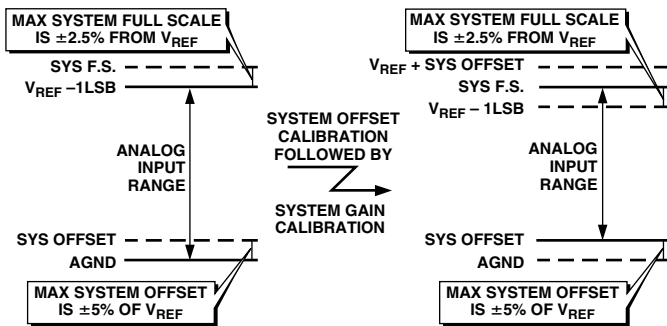 MAX SYSTEM FULL SCALE
IS ±2.5% FROM VREF
SYS F.S.
VREF –1LSB
ANALOG
INPUT
RANGE
SYS OFFSET
AGND
MAX SYSTEM OFFSET
IS ±5% OF VREF
SYSTEM OFFSET
CALIBRATION
FOLLOWED BY
SYSTEM GAIN
CALIBRATION
MAX SYSTEM FULL SCALE
IS ±2.5% FROM VREF
VREF + SYS OFFSET
SYS F.S.
VREF – 1LSB
ANALOG
INPUT
RANGE
SYS OFFSET
AGND
MAX SYSTEM OFFSET
IS ±5% OF VREF